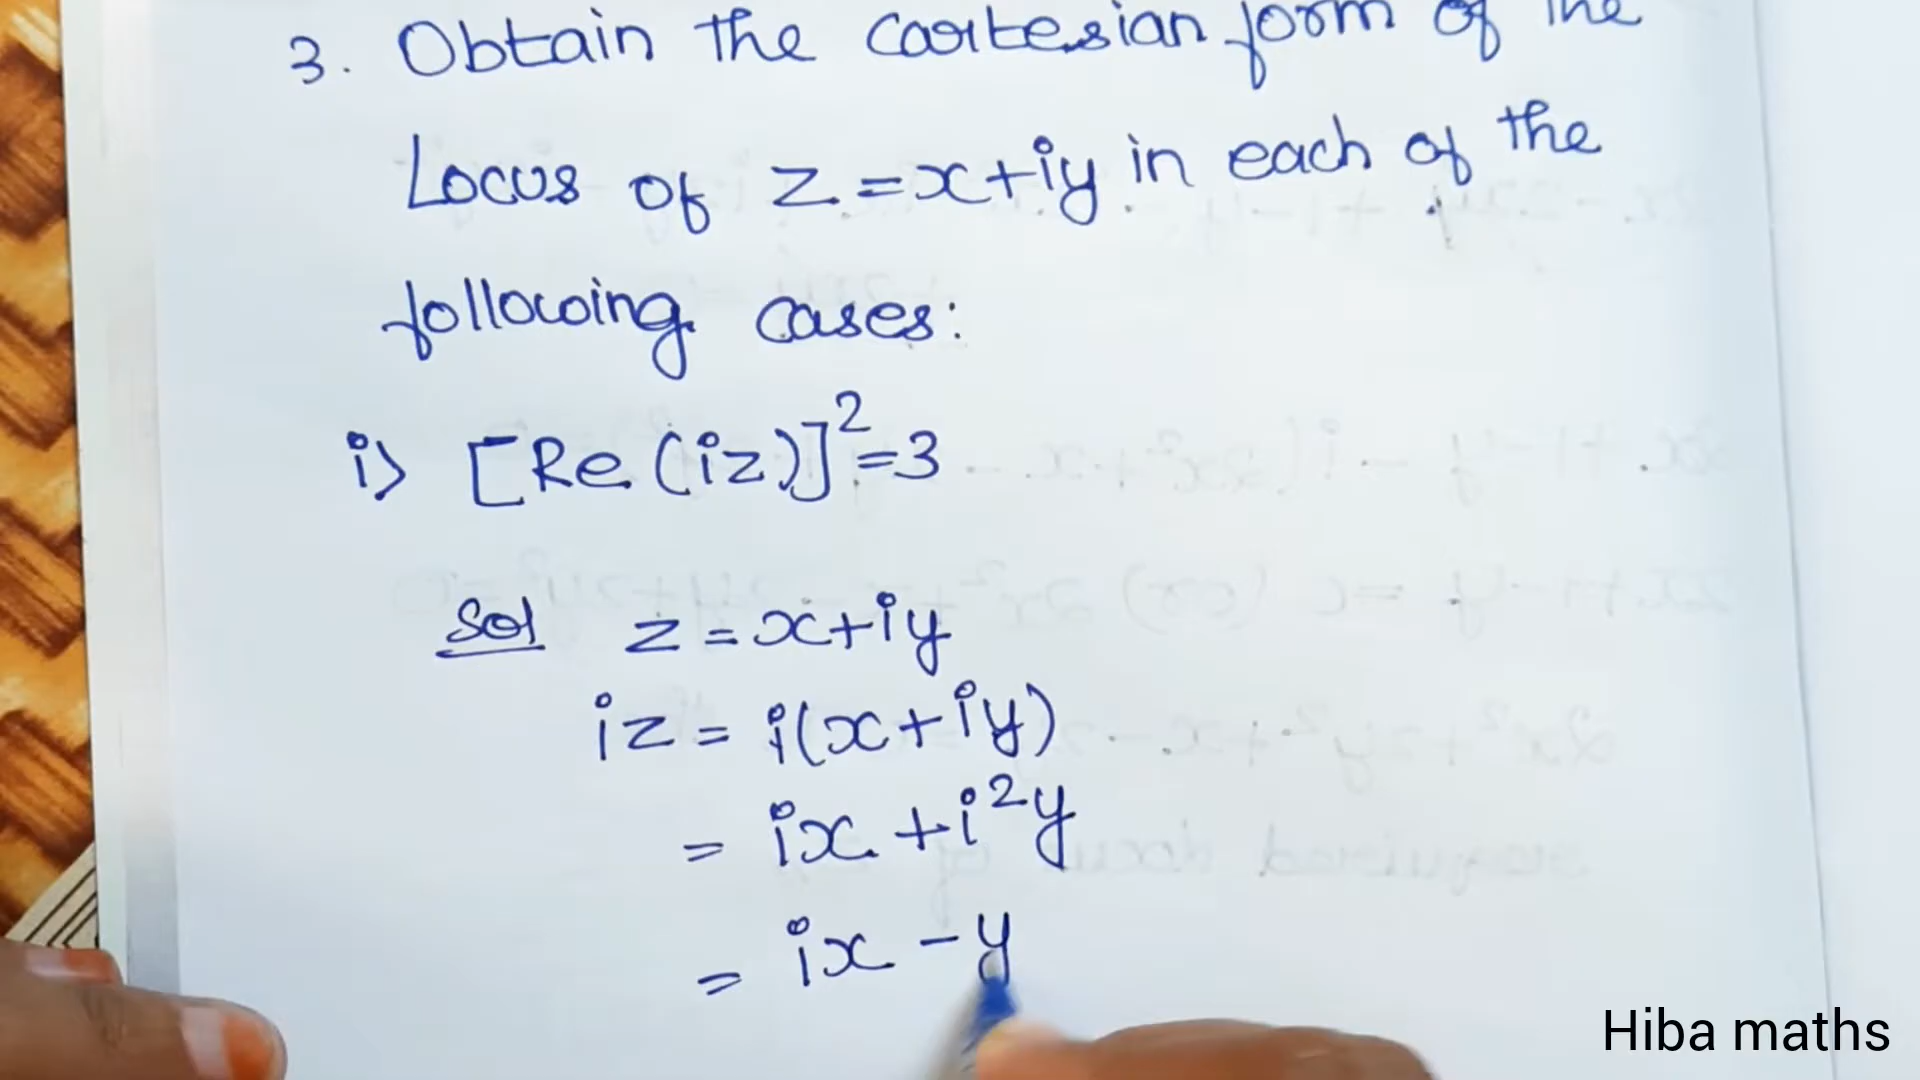 3. Obtain the cartesian form of the
Locus of z=x+iy in each of the
following cases:
i) [Re(iz)]²=3
Sol z=x+iy
iz= i(x+iy)
= ix+i²y
= ix-y
Hiba maths